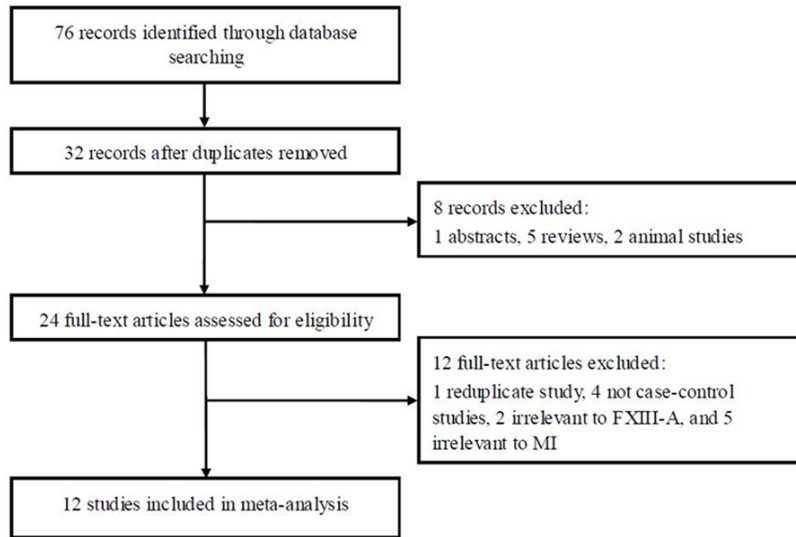 76 records identified through database
searching
32 records after duplicates removed
8 records excluded:
1 abstracts, 5 reviews, 2 animal studies
24 full-text articles assessed for eligibility
12 full-text articles excluded:
1 reduplicate study, 4 not case-control
studies, 2 irrelevant to FXIII-A, and 5
irrelevant to MI
12 studies included in meta-analysis